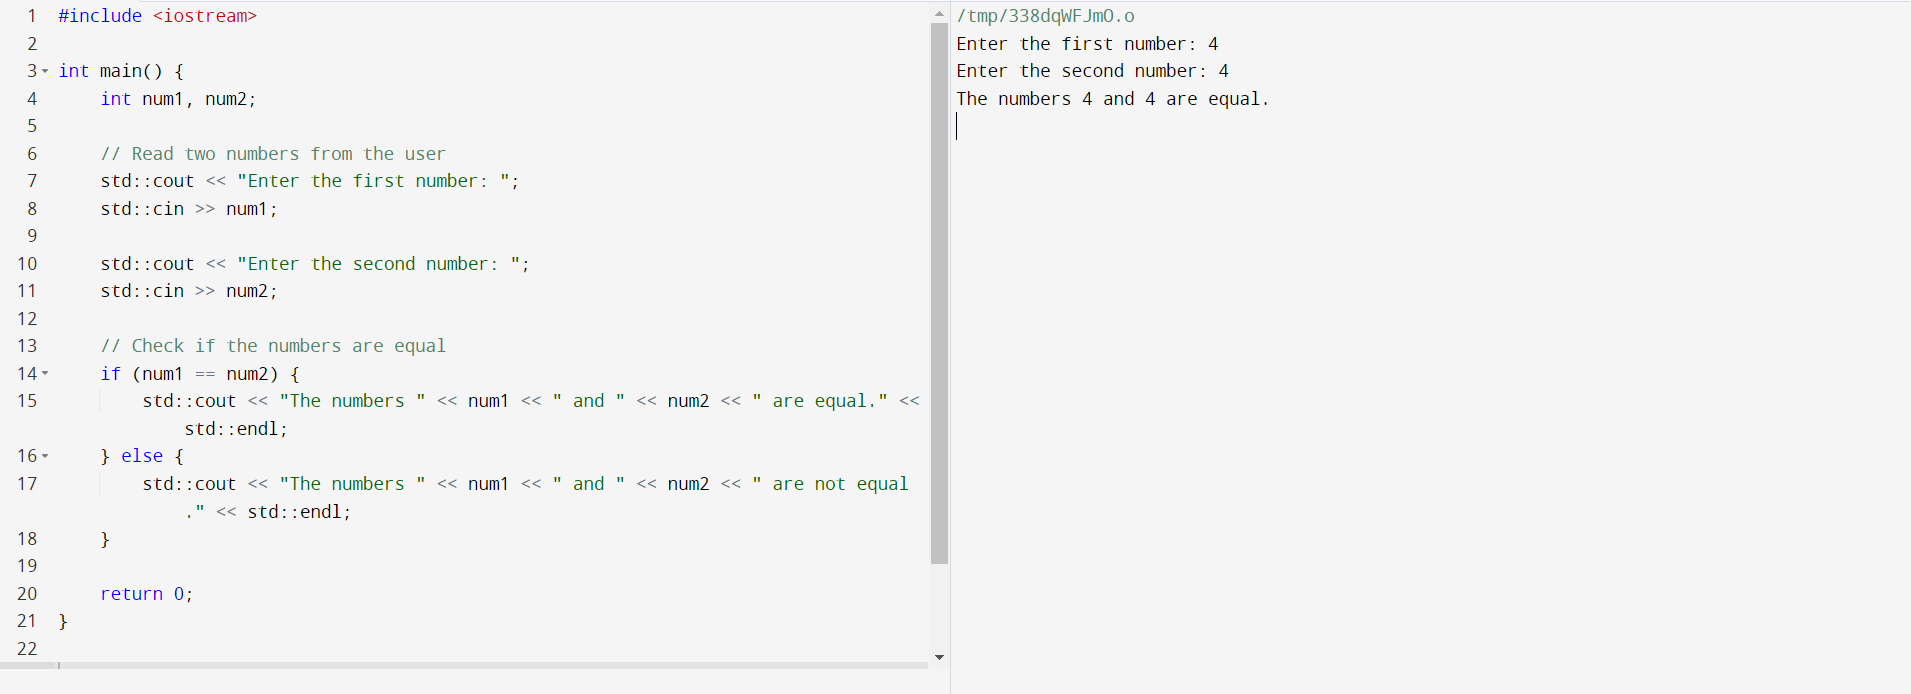 1 #include <iostream>
2
3 int main() {
4     int num1, num2;
5
6     // Read two numbers from the user
7     std::cout << "Enter the first number: ";
8     std::cin >> num1;
9
10     std::cout << "Enter the second number: ";
11     std::cin >> num2;
12
13     // Check if the numbers are equal
14     if (num1 == num2) {
15         std::cout << "The numbers " << num1 << " and " << num2 << " are equal." <<
            std::endl;
16     } else {
17         std::cout << "The numbers " << num1 << " and " << num2 << " are not equal
            ." << std::endl;
18     }
19
20     return 0;
21 }
22
/tmp/338dqWFJmO.o
Enter the first number: 4
Enter the second number: 4
The numbers 4 and 4 are equal.